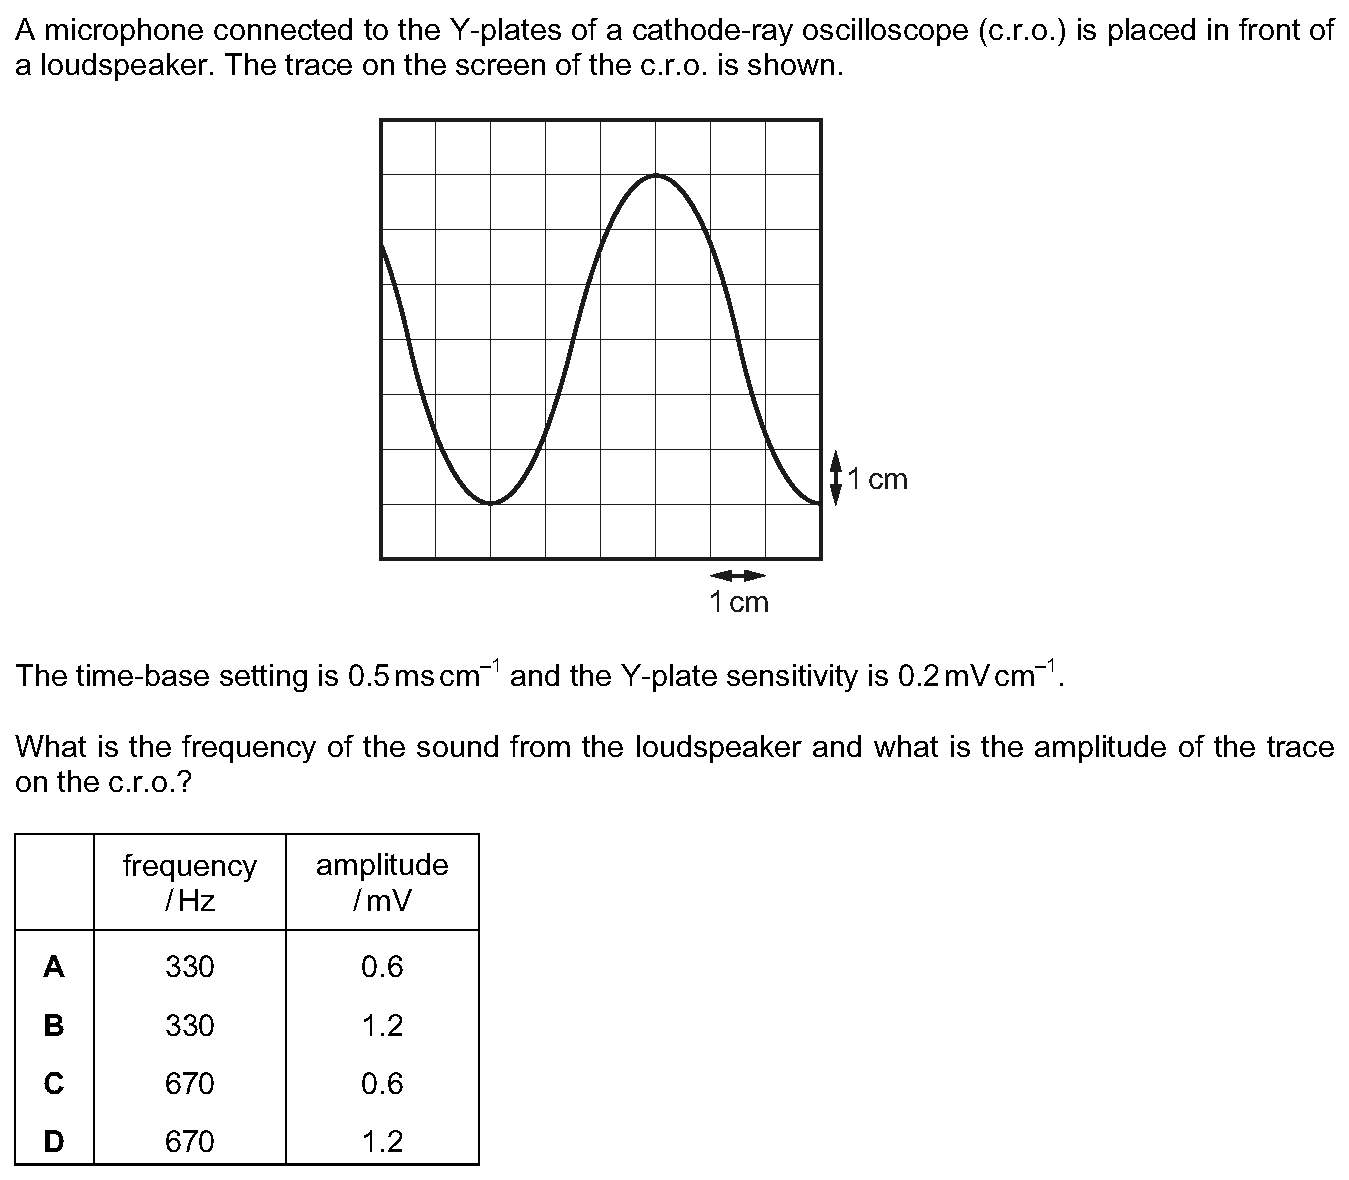 A microphone connected to the Y-plates of a cathode-ray oscilloscope (c.r.o.) is placed in front of
a loudspeaker. The trace on the screen of the c.r.o. is shown.
1 cm
1 cm
The time-base setting is 0.5 ms cm⁻¹ and the Y-plate sensitivity is 0.2 mV cm⁻¹.
What is the frequency of the sound from the loudspeaker and what is the amplitude of the trace
on the c.r.o.?
frequency amplitude
/ Hz / mV
A 330 0.6
B 330 1.2
C 670 0.6
D 670 1.2